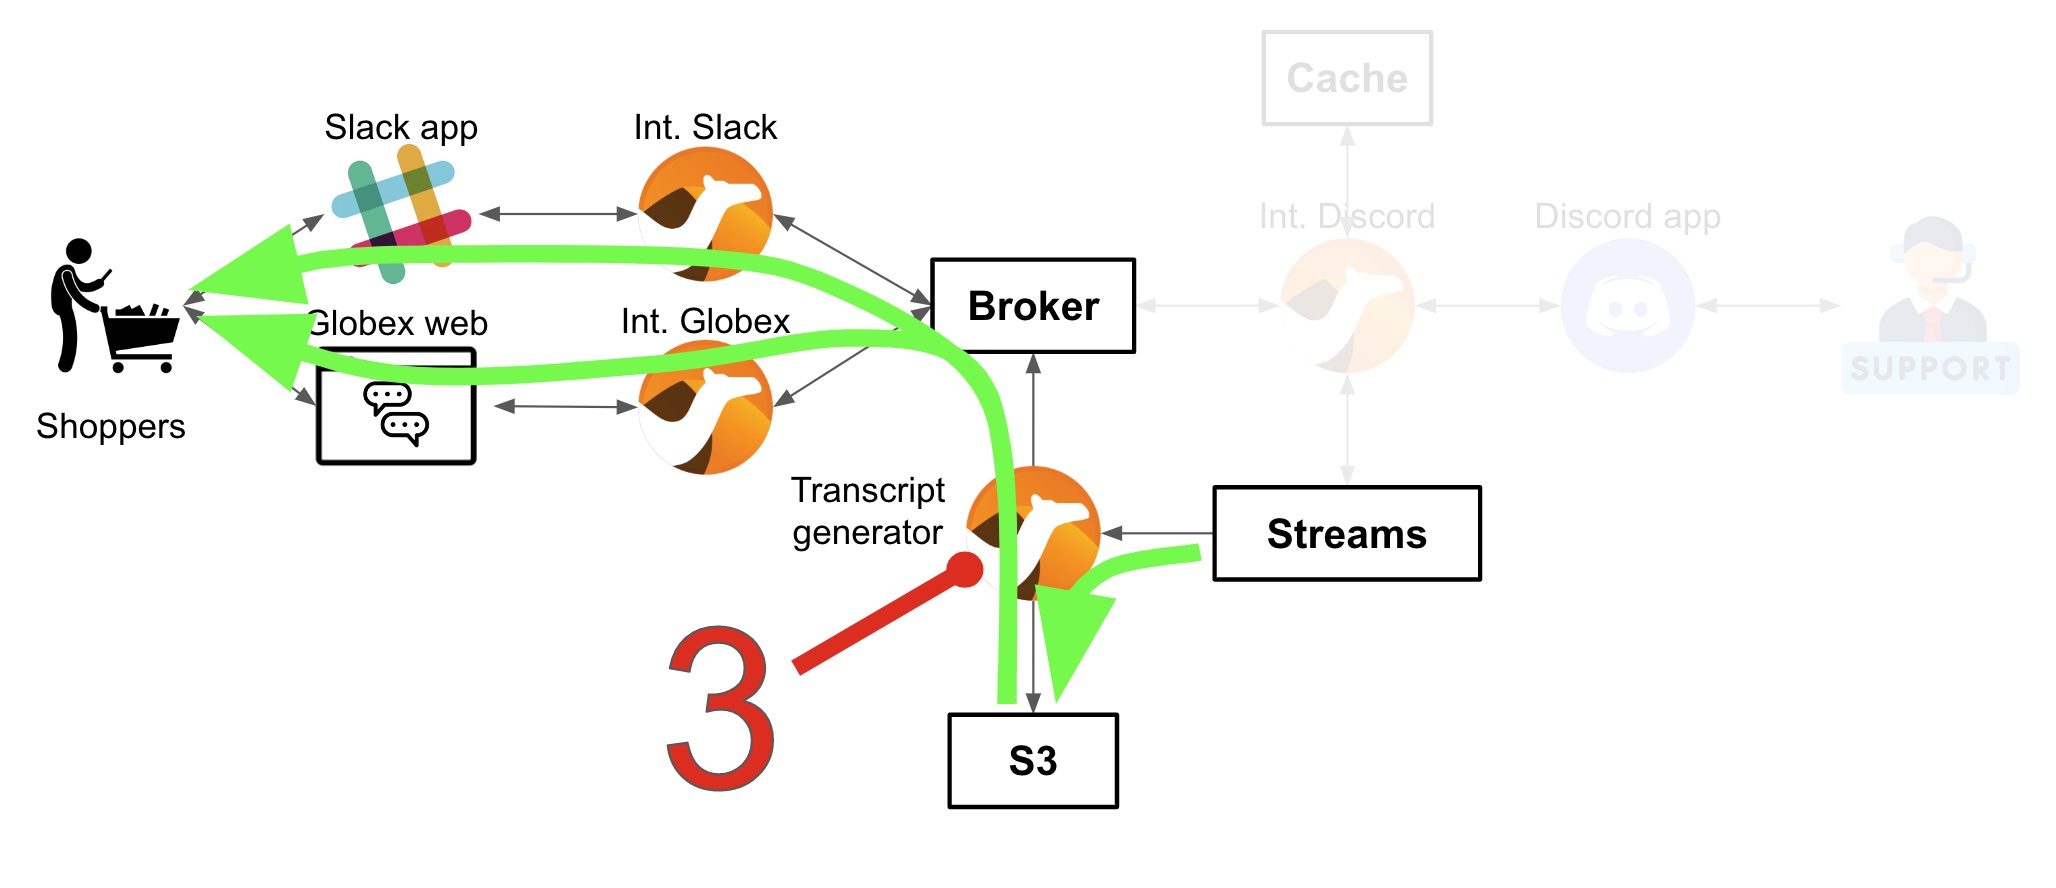 Cache
Slack app
Int. Slack
Int. Discord
Discord app
Broker
Globex web
Int. Globex
SUPPORT
Shoppers
Transcript
generator
Streams
3
S3